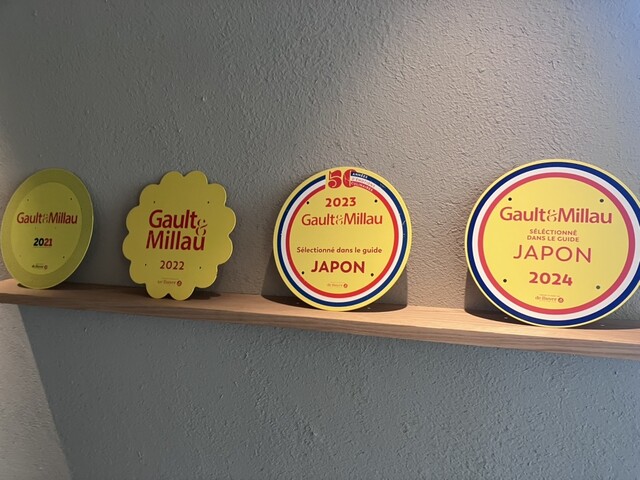 Gault&Millau
2021
Gault&
Millau
2022
50 ANNÉES
2023
Gault&Millau
Sélectionné dans le guide
JAPON
Gault&Millau
SÉLECTIONNÉ
DANS LE GUIDE
JAPON
2024